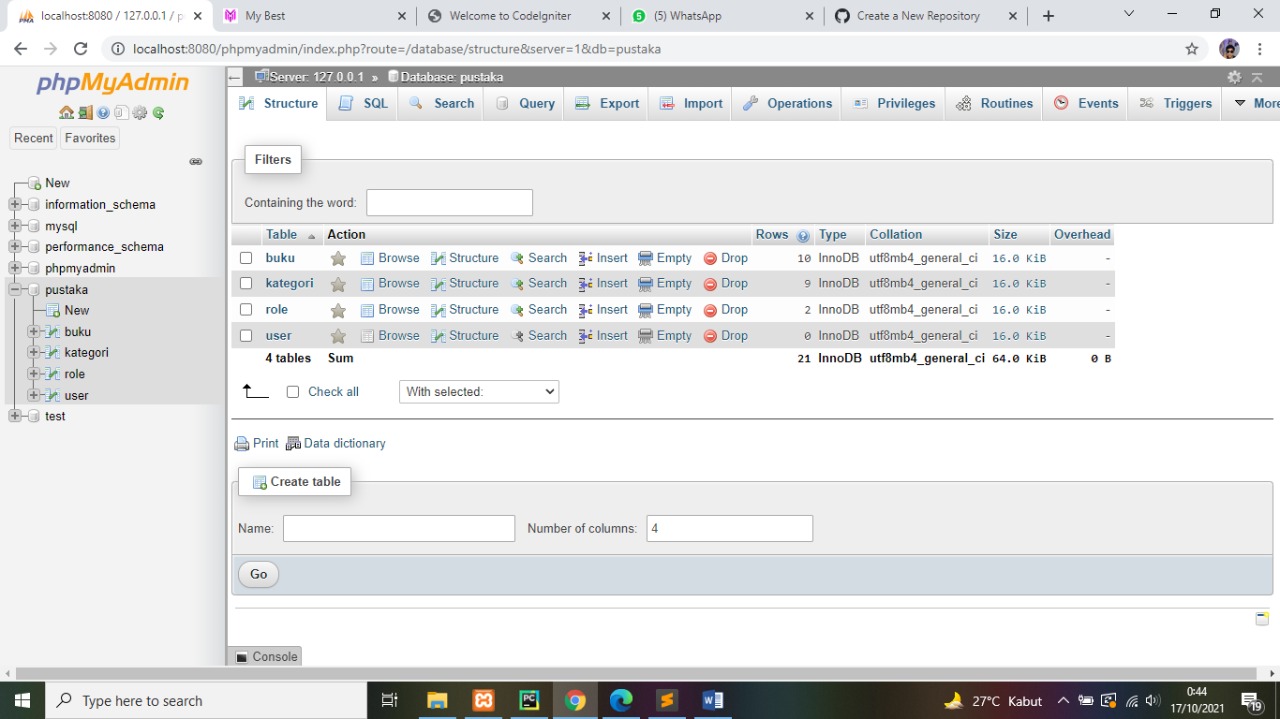 localhost:8080 / 127.0.0.1 / p
My Best
Welcome to CodeIgniter
(5) WhatsApp
Create a New Repository
localhost:8080/phpmyadmin/index.php?route=/database/structure&server=1&db=pustaka
phpMyAdmin
Recent Favorites
New
information_schema
mysql
performance_schema
phpmyadmin
pustaka
New
buku
kategori
role
user
test
Server: 127.0.0.1 » Database: pustaka
Structure SQL Search Query Export Import Operations Privileges Routines Events Triggers More
Filters
Containing the word:
Table Action Rows Type Collation Size Overhead
buku Browse Structure Search Insert Empty Drop 10 InnoDB utf8mb4_general_ci 16.0 KiB -
kategori Browse Structure Search Insert Empty Drop 9 InnoDB utf8mb4_general_ci 16.0 KiB -
role Browse Structure Search Insert Empty Drop 2 InnoDB utf8mb4_general_ci 16.0 KiB -
user Browse Structure Search Insert Empty Drop 0 InnoDB utf8mb4_general_ci 16.0 KiB -
4 tables Sum 21 InnoDB utf8mb4_general_ci 64.0 KiB 0 B
Check all With selected:
Print Data dictionary
Create table
Name: Number of columns: 4
Go
Console
Type here to search
27°C Kabut
0:44
17/10/2021
19